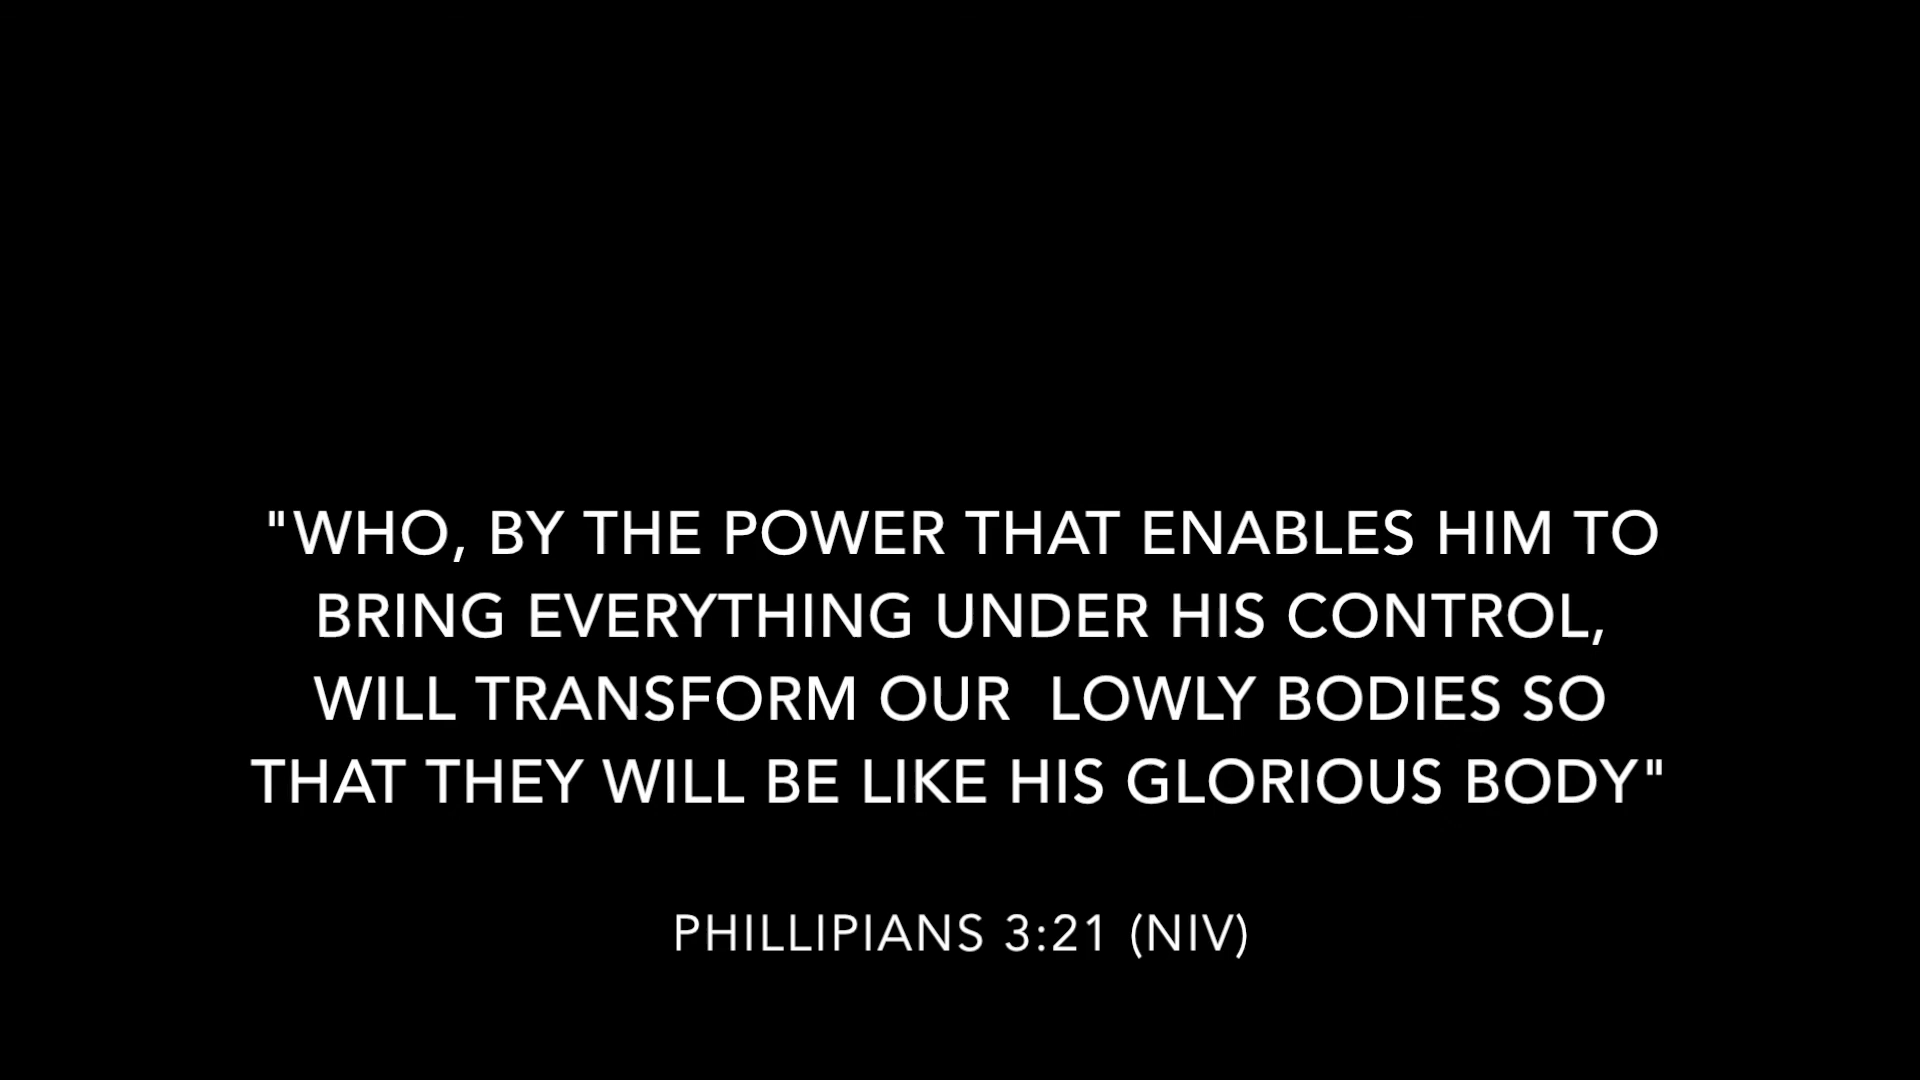 "WHO, BY THE POWER THAT ENABLES HIM TO
BRING EVERYTHING UNDER HIS CONTROL,
WILL TRANSFORM OUR  LOWLY BODIES SO
THAT THEY WILL BE LIKE HIS GLORIOUS BODY"
PHILLIPIANS 3:21 (NIV)